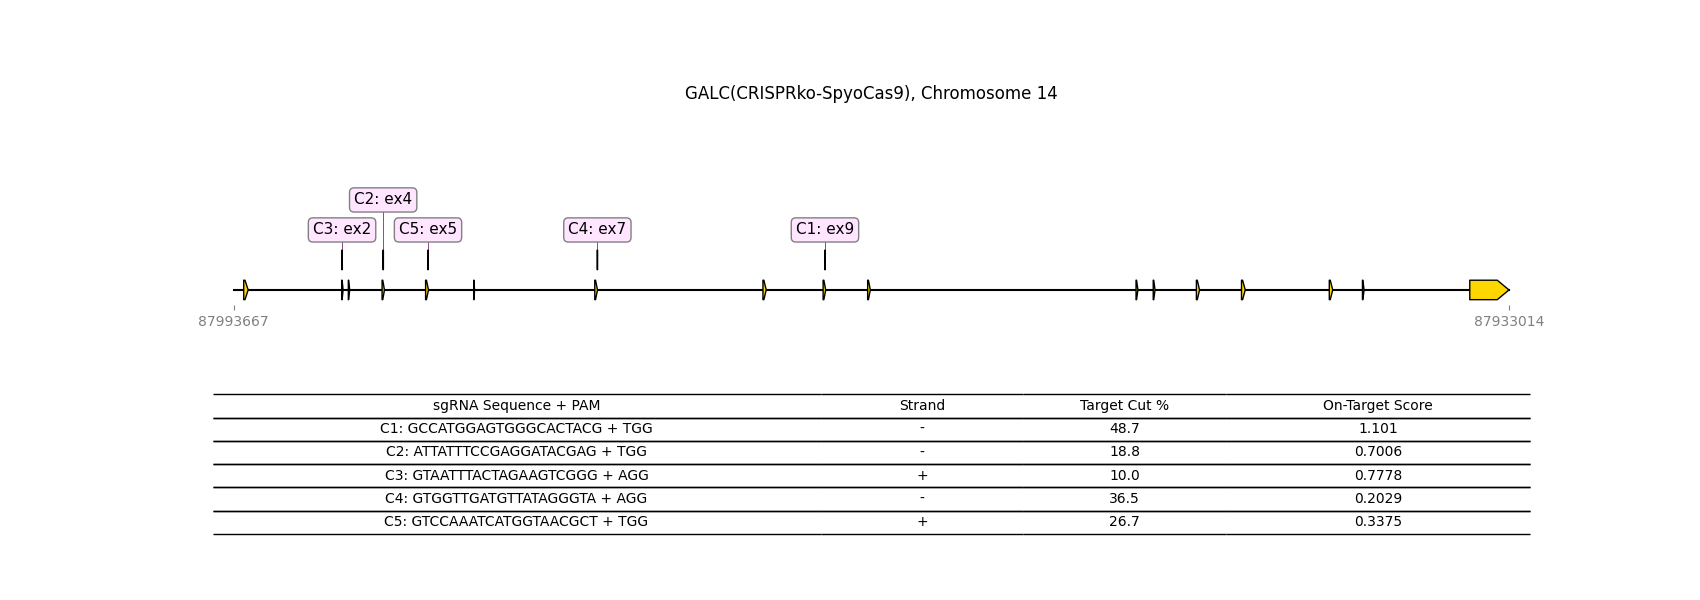 GALC(CRISPRko-SpyoCas9), Chromosome 14
C2: ex4
C3: ex2 C5: ex5 C4: ex7 C1: ex9
87993667 87933014
sgRNA Sequence + PAM Strand Target Cut % On-Target Score
C1: GCCATGGAGTGGGCACTACG + TGG - 48.7 1.101
C2: ATTATTTCCGAGGATACGAG + TGG - 18.8 0.7006
C3: GTAATTTACTAGAAGTCGGG + AGG + 10.0 0.7778
C4: GTGGTTGATGTTATAGGGTA + AGG - 36.5 0.2029
C5: GTCCAAATCATGGTAACGCT + TGG + 26.7 0.3375